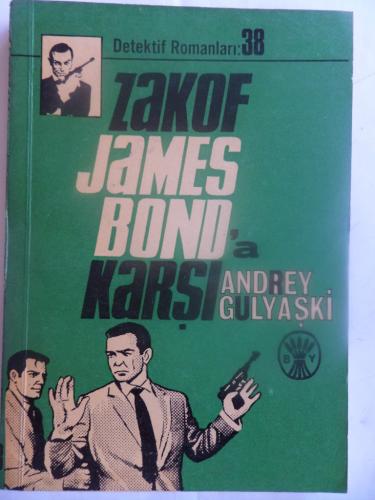 Detektif Romanları: 38
ZAKOF
JAMES
BOND'a
KARŞI
ANDREY
GULYAŞKİ
B Y